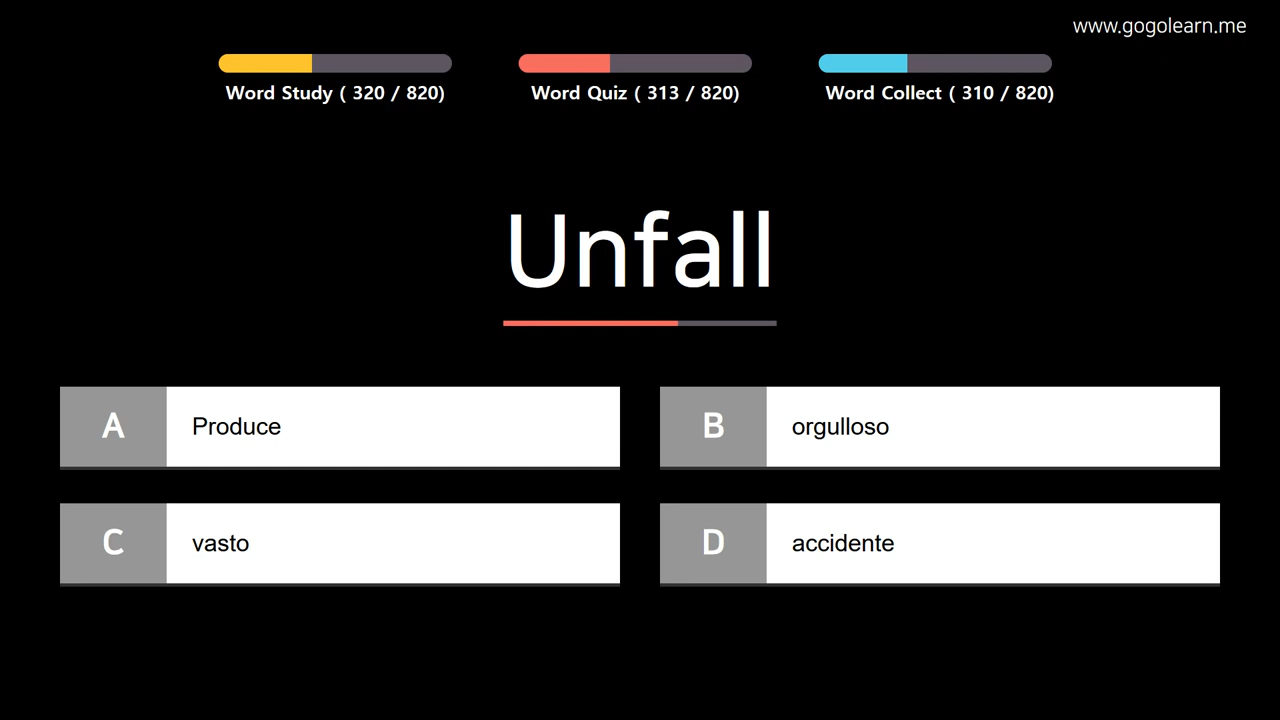 www.gogolearn.me
Word Study ( 320 / 820)
Word Quiz ( 313 / 820)
Word Collect ( 310 / 820)
Unfall
A Produce
B orgulloso
C vasto
D accidente